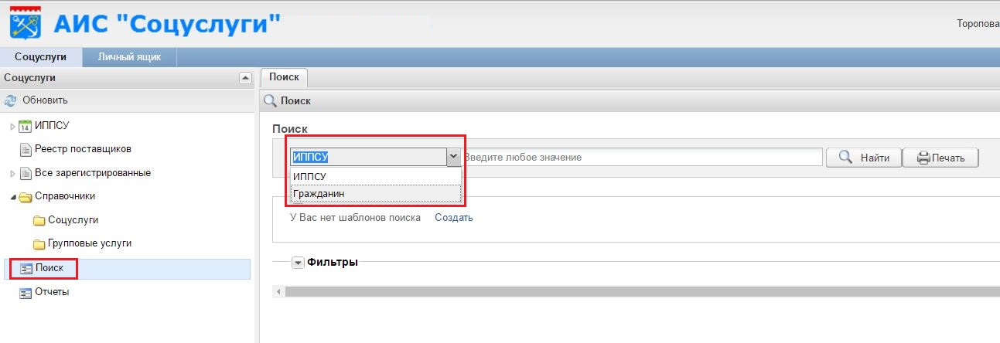 АИС "Соцуслуги"
Торопова
Соцуслуги
Личный ящик
Соцуслуги
Обновить
14 ИППСУ
Реестр поставщиков
Все зарегистрированные
Справочники
Соцуслуги
Групповые услуги
Поиск
Отчеты
Поиск
Поиск
Поиск
ИППСУ Введите любое значение Найти Печать
ИППСУ
Гражданин
У Вас нет шаблонов поиска Создать
Фильтры